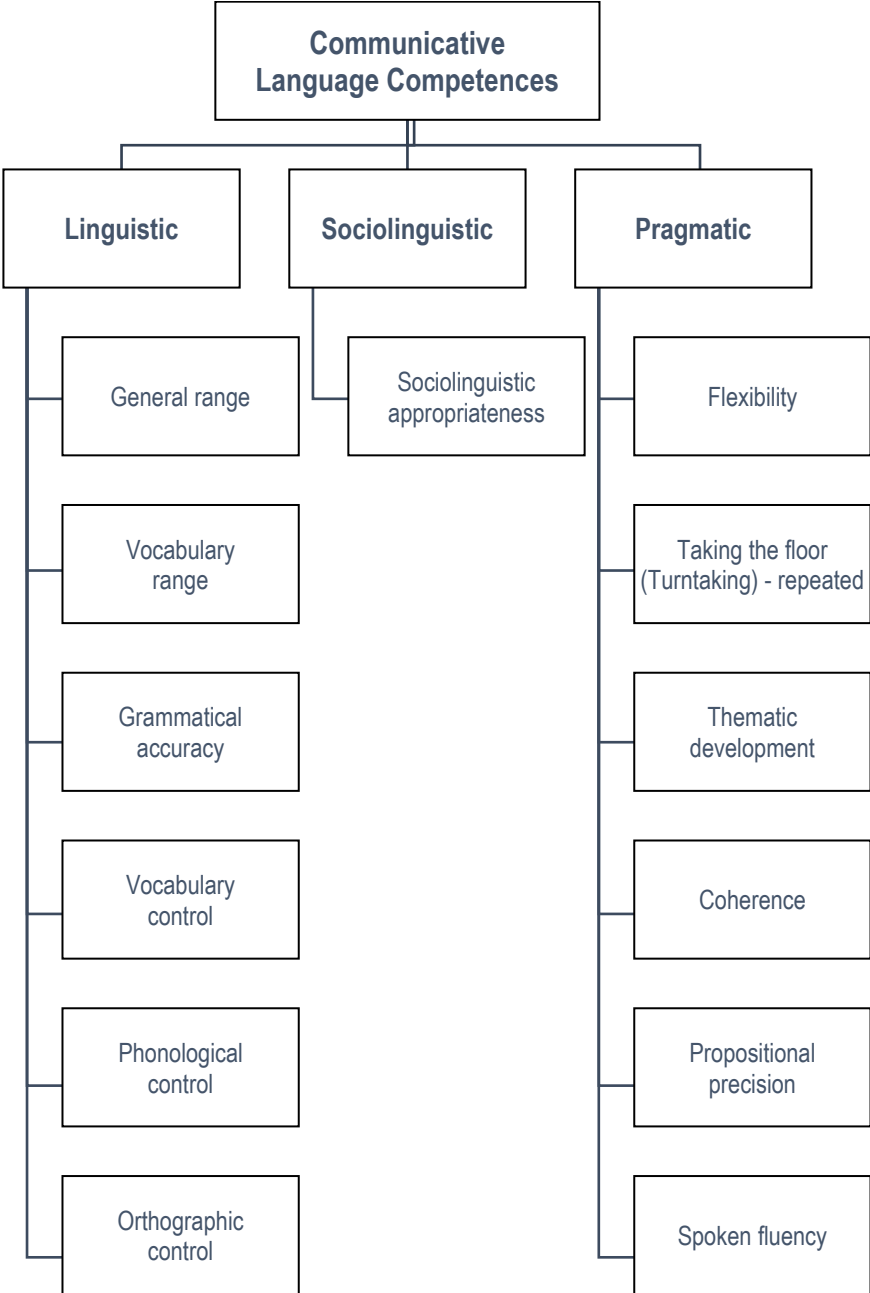 Communicative
Language Competences
Linguistic
Sociolinguistic
Pragmatic
General range
Sociolinguistic
appropriateness
Flexibility
Vocabulary
range
Taking the floor
(Turntaking) - repeated
Grammatical
accuracy
Thematic
development
Vocabulary
control
Coherence
Phonological
control
Propositional
precision
Orthographic
control
Spoken fluency